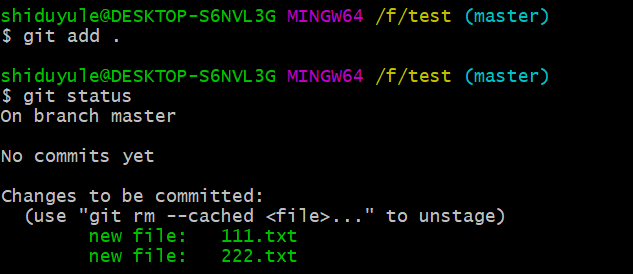 shiduyule@DESKTOP-S6NVL3G MINGW64 /f/test (master)
$ git add .
shiduyule@DESKTOP-S6NVL3G MINGW64 /f/test (master)
$ git status
On branch master
No commits yet
Changes to be committed:
(use "git rm --cached <file>..." to unstage)
new file: 111.txt
new file: 222.txt